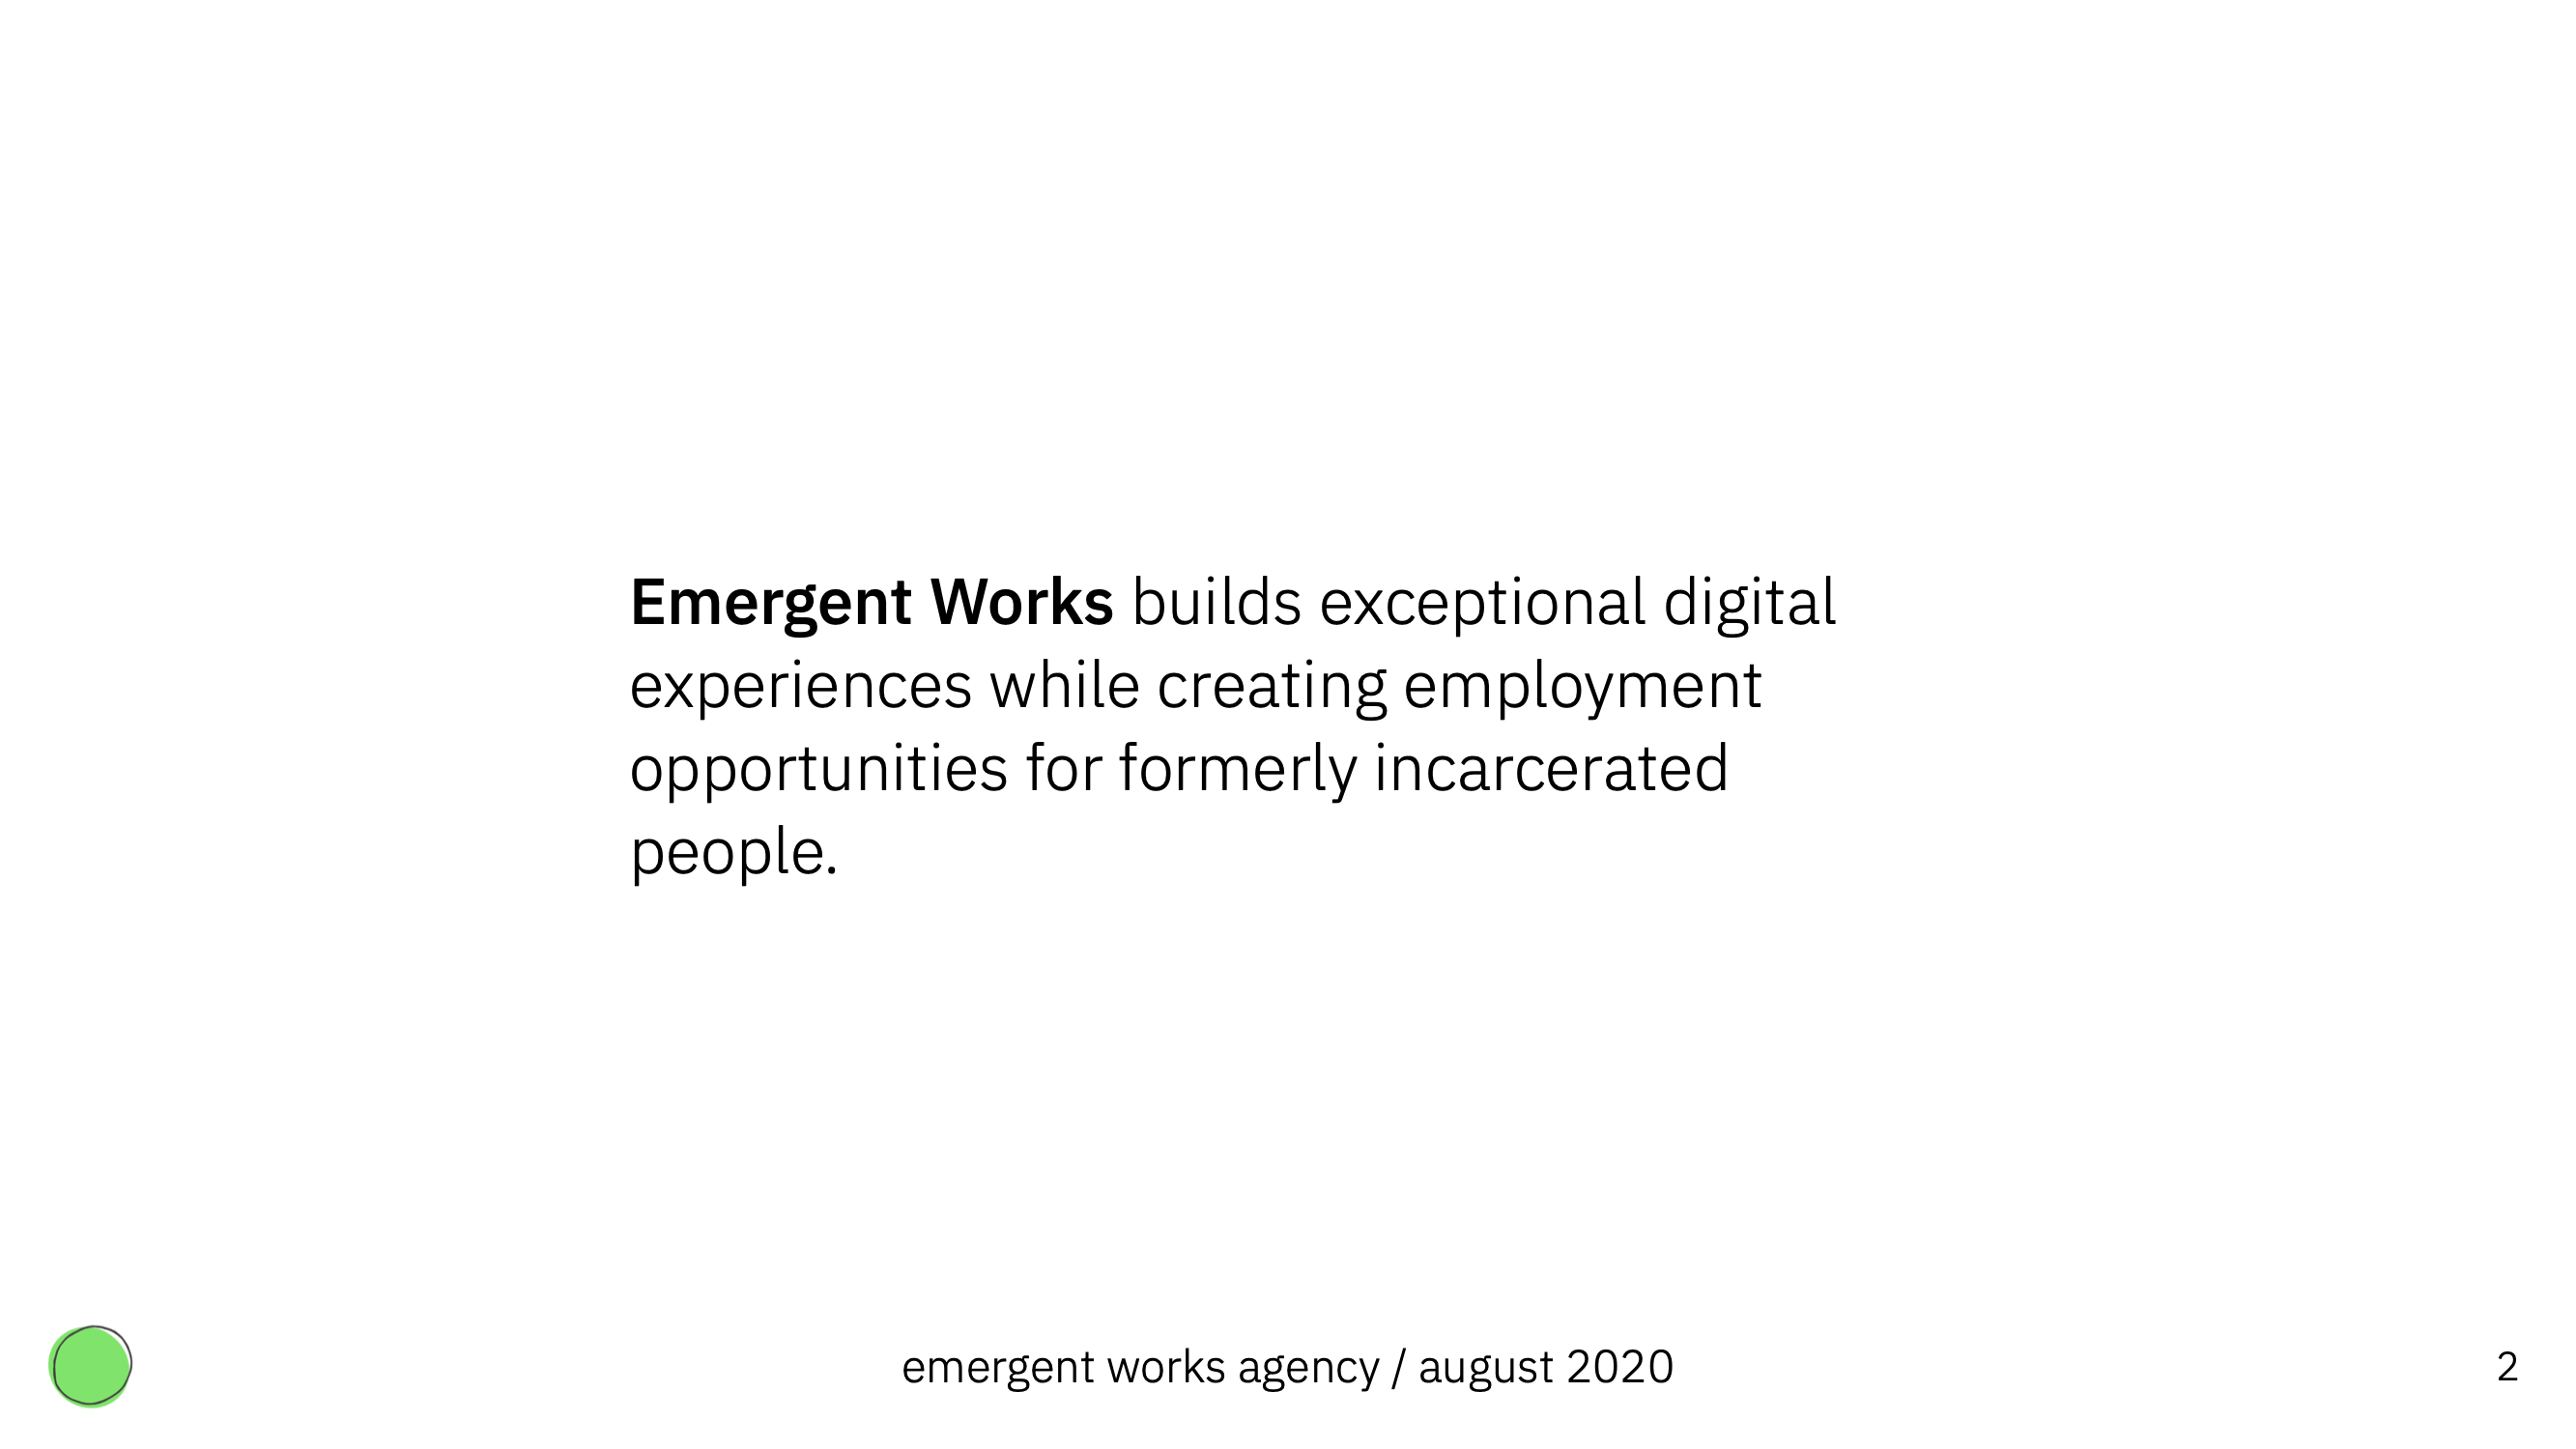 Emergent Works builds exceptional digital
experiences while creating employment
opportunities for formerly incarcerated
people.
emergent works agency / august 2020
2